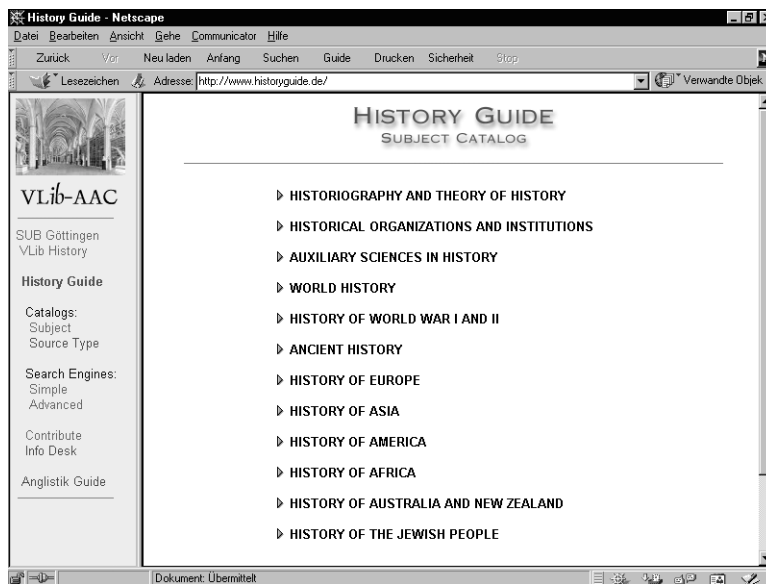 History Guide - Netscape
Datei Bearbeiten Ansicht Gehe Communicator Hilfe
Zurück Vor Neu laden Anfang Suchen Guide Drucken Sicherheit Stop
Lesezeichen Adresse: http://www.historyguide.de/ Verwandte Objek
HISTORY GUIDE
SUBJECT CATALOG
VLib-AAC
SUB Göttingen
VLib History
History Guide
Catalogs:
Subject
Source Type
Search Engines:
Simple
Advanced
Contribute
Info Desk
Anglistik Guide
HISTORIOGRAPHY AND THEORY OF HISTORY
HISTORICAL ORGANIZATIONS AND INSTITUTIONS
AUXILIARY SCIENCES IN HISTORY
WORLD HISTORY
HISTORY OF WORLD WAR I AND II
ANCIENT HISTORY
HISTORY OF EUROPE
HISTORY OF ASIA
HISTORY OF AMERICA
HISTORY OF AFRICA
HISTORY OF AUSTRALIA AND NEW ZEALAND
HISTORY OF THE JEWISH PEOPLE
Dokument: Übermittelt